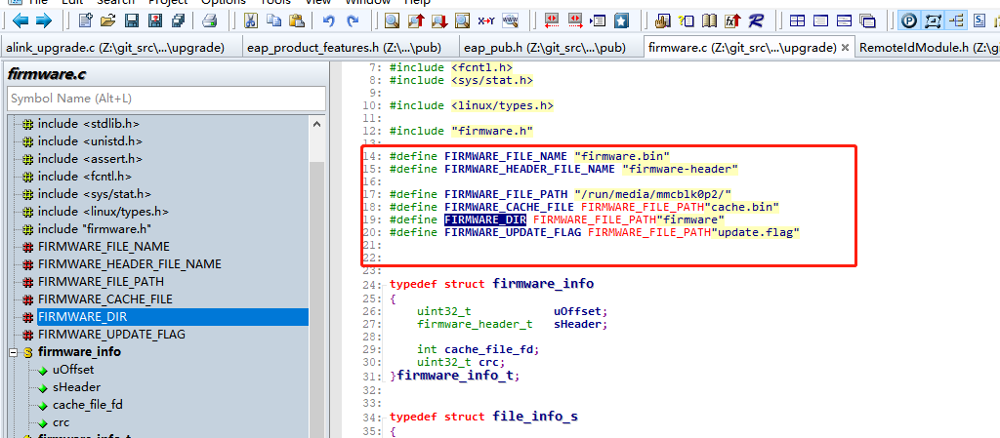 File Edit Search Project Options Tools View Window Help
alink_upgrade.c (Z:\git_src\...\upgrade) eap_product_features.h (Z:\...\pub) eap_pub.h (Z:\git_src\...\pub) firmware.c (Z:\git_src\...\upgrade) RemoteIdModule.h (Z:\gi
firmware.c
Symbol Name (Alt+L)
include <stdlib.h>
include <unistd.h>
include <assert.h>
include <fcntl.h>
include <sys/stat.h>
include <linux/types.h>
include "firmware.h"
FIRMWARE_FILE_NAME
FIRMWARE_HEADER_FILE_NAME
FIRMWARE_FILE_PATH
FIRMWARE_CACHE_FILE
FIRMWARE_DIR
FIRMWARE_UPDATE_FLAG
firmware_info
uOffset
sHeader
cache_file_fd
crc
firmware_info_t
7: #include <fcntl.h>
8: #include <sys/stat.h>
9:
10: #include <linux/types.h>
11:
12: #include "firmware.h"
13:
14: #define FIRMWARE_FILE_NAME "firmware.bin"
15: #define FIRMWARE_HEADER_FILE_NAME "firmware-header"
16:
17: #define FIRMWARE_FILE_PATH "/run/media/mmcblk0p2/"
18: #define FIRMWARE_CACHE_FILE FIRMWARE_FILE_PATH"cache.bin"
19: #define FIRMWARE_DIR FIRMWARE_FILE_PATH"firmware"
20: #define FIRMWARE_UPDATE_FLAG FIRMWARE_FILE_PATH"update.flag"
21:
22:
23:
24: typedef struct firmware_info
25: {
26: uint32_t uOffset;
27: firmware_header_t sHeader;
28:
29: int cache_file_fd;
30: uint32_t crc;
31: }firmware_info_t;
32:
33:
34: typedef struct file_info_s
35: {